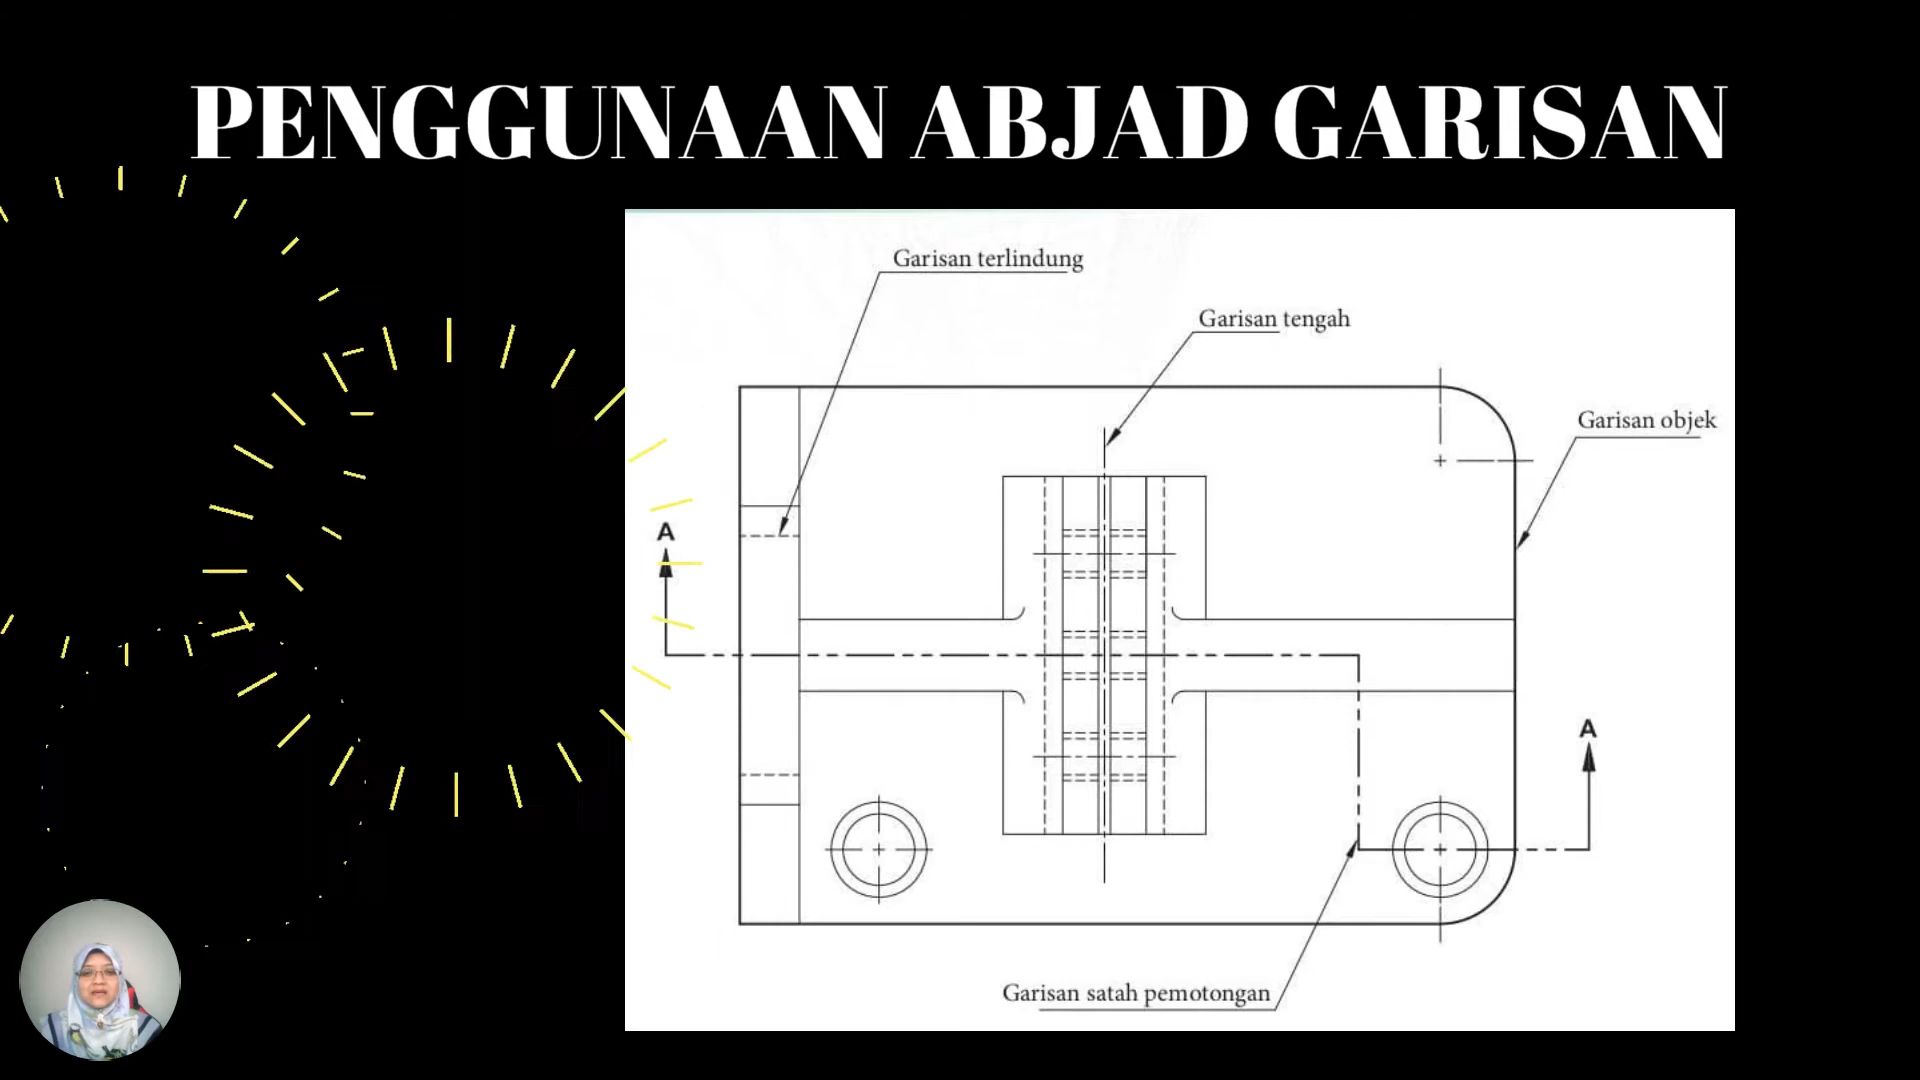 PENGGUNAAN ABJAD GARISAN
Garisan terlindung
Garisan tengah
Garisan objek
A
A
Garisan satah pemotongan